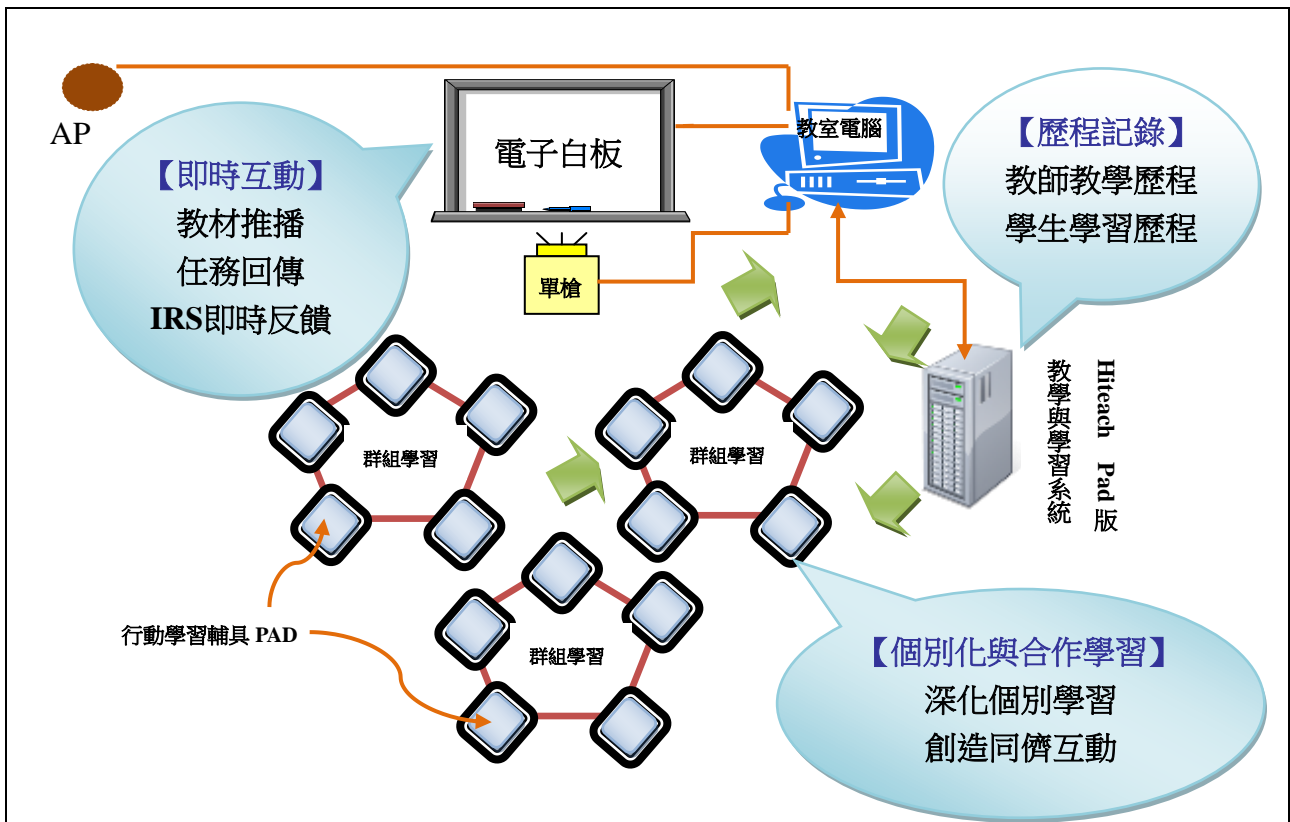 AP
電子白板
教室電腦
【歷程記錄】
教師教學歷程
學生學習歷程
【即時互動】
教材推播
任務回傳
IRS即時反饋
單槍
Hiteach Pad 版
教學與學習系統
群組學習
群組學習
群組學習
行動學習輔具 PAD
【個別化與合作學習】
深化個別學習
創造同儕互動